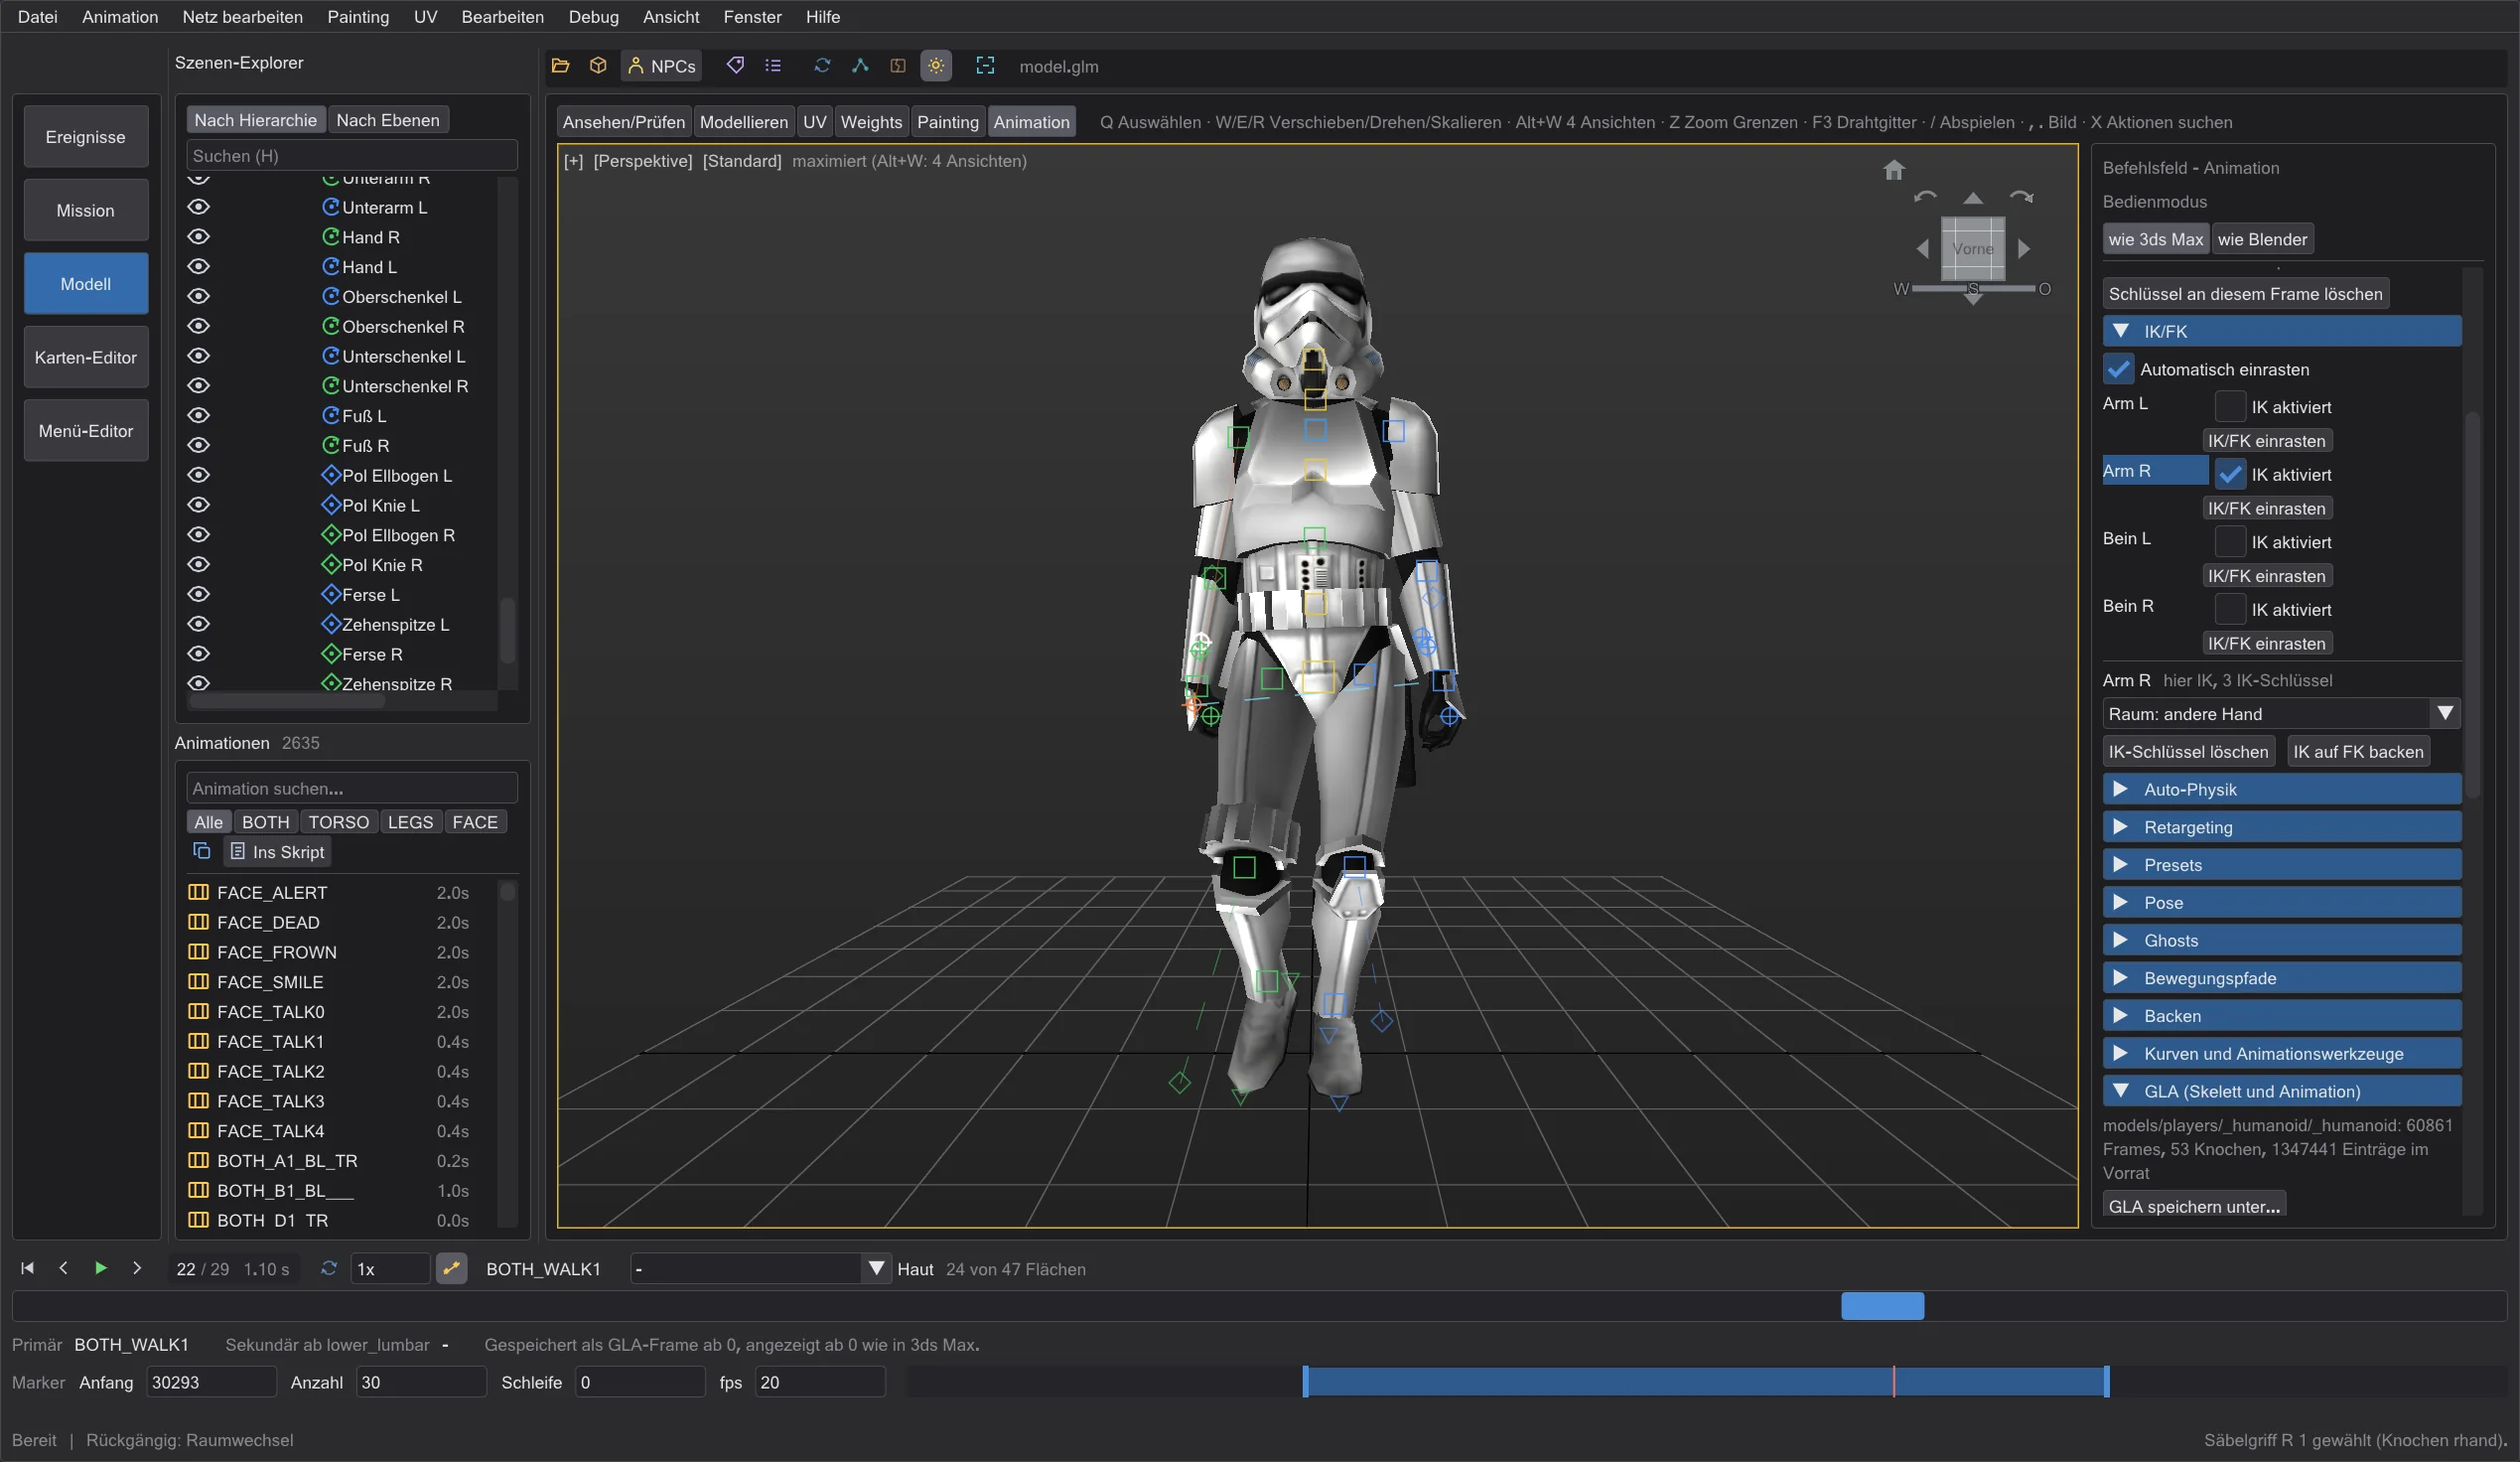 Datei Animation Netz bearbeiten Painting UV Bearbeiten Debug Ansicht Fenster Hilfe
Szenen-Explorer
NPCs model.glm
Ereignisse
Mission
Modell
Karten-Editor
Menü-Editor
Nach Hierarchie Nach Ebenen
Suchen (H)
Unterarm R
Unterarm L
Hand R
Hand L
Oberschenkel L
Oberschenkel R
Unterschenkel L
Unterschenkel R
Fuß L
Fuß R
Pol Ellbogen L
Pol Knie L
Pol Ellbogen R
Pol Knie R
Ferse L
Zehenspitze L
Ferse R
Zehenspitze R
Animationen 2635
Animation suchen...
Alle BOTH TORSO LEGS FACE
Ins Skript
FACE_ALERT 2.0s
FACE_DEAD 2.0s
FACE_FROWN 2.0s
FACE_SMILE 2.0s
FACE_TALK0 2.0s
FACE_TALK1 0.4s
FACE_TALK2 0.4s
FACE_TALK3 0.4s
FACE_TALK4 0.4s
BOTH_A1_BL_TR 0.2s
BOTH_B1_BL___ 1.0s
BOTH_D1_TR 0.0s
Ansehen/Prüfen Modellieren UV Weights Painting Animation Q Auswählen · W/E/R Verschieben/Drehen/Skalieren · Alt+W 4 Ansichten · Z Zoom Grenzen · F3 Drahtgitter · / Abspielen · , . Bild · X Aktionen suchen
[+] [Perspektive] [Standard] maximiert (Alt+W: 4 Ansichten)
Vorne
W S O
Befehlsfeld - Animation
Bedienmodus
wie 3ds Max wie Blender
Schlüssel an diesem Frame löschen
IK/FK
Automatisch einrasten
Arm L IK aktiviert
IK/FK einrasten
Arm R IK aktiviert
IK/FK einrasten
Bein L IK aktiviert
IK/FK einrasten
Bein R IK aktiviert
IK/FK einrasten
Arm R hier IK, 3 IK-Schlüssel
Raum: andere Hand
IK-Schlüssel löschen IK auf FK backen
Auto-Physik
Retargeting
Presets
Pose
Ghosts
Bewegungspfade
Backen
Kurven und Animationswerkzeuge
GLA (Skelett und Animation)
models/players/_humanoid/_humanoid: 60861
Frames, 53 Knochen, 1347441 Einträge im
Vorrat
GLA speichern unter...
22 / 29 1.10 s 1x BOTH_WALK1 - Haut 24 von 47 Flächen
Primär BOTH_WALK1 Sekundär ab lower_lumbar - Gespeichert als GLA-Frame ab 0, angezeigt ab 0 wie in 3ds Max.
Marker Anfang 30293 Anzahl 30 Schleife 0 fps 20
Bereit | Rückgängig: Raumwechsel
Säbelgriff R 1 gewählt (Knochen rhand).